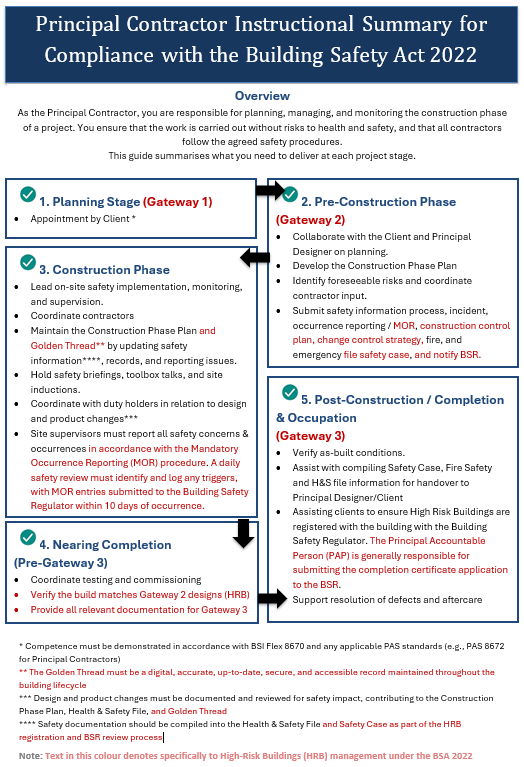 Principal Contractor Instructional Summary for
Compliance with the Building Safety Act 2022
Overview
As the Principal Contractor, you are responsible for planning, managing, and monitoring the construction phase
of a project. You ensure that the work is carried out without risks to health and safety, and that all contractors
follow the agreed safety procedures.
This guide summarises what you need to deliver at each project stage.
1. Planning Stage (Gateway 1)
• Appointment by Client *
2. Pre-Construction Phase
(Gateway 2)
• Collaborate with the Client and Principal
Designer on planning.
• Develop the Construction Phase Plan
• Identify foreseeable risks and coordinate
contractor input.
• Submit safety information process, incident,
occurrence reporting / MOR, construction control
plan, change control strategy, fire, and
emergency file safety case, and notify BSR.
3. Construction Phase
• Lead on-site safety implementation, monitoring,
and supervision.
• Coordinate contractors
• Maintain the Construction Phase Plan and
Golden Thread** by updating safety
information****, records, and reporting issues.
• Hold safety briefings, toolbox talks, and site
inductions.
• Coordinate with duty holders in relation to design
and product changes***
• Site supervisors must report all safety concerns &
occurrences in accordance with the Mandatory
Occurrence Reporting (MOR) procedure. A daily
safety review must identify and log any triggers,
with MOR entries submitted to the Building Safety
Regulator within 10 days of occurrence.
4. Nearing Completion
(Pre-Gateway 3)
• Coordinate testing and commissioning
• Verify the build matches Gateway 2 designs (HRB)
• Provide all relevant documentation for Gateway 3
5. Post-Construction / Completion
& Occupation
(Gateway 3)
• Verify as-built conditions.
• Assist with compiling Safety Case, Fire Safety
and H&S file information for handover to
Principal Designer/Client
• Assisting clients to ensure High Risk Buildings are
registered with the building with the Building
Safety Regulator. The Principal Accountable
Person (PAP) is generally responsible for
submitting the completion certificate application
to the BSR.
• Support resolution of defects and aftercare
* Competence must be demonstrated in accordance with BSI Flex 8670 and any applicable PAS standards (e.g., PAS 8672
for Principal Contractors)
** The Golden Thread must be a digital, accurate, up-to-date, secure, and accessible record maintained throughout the
building lifecycle
*** Design and product changes must be documented and reviewed for safety impact, contributing to the Construction
Phase Plan, Health & Safety File, and Golden Thread
**** Safety documentation should be compiled into the Health & Safety File and Safety Case as part of the HRB
registration and BSR review process
Note: Text in this colour denotes specifically to High-Risk Buildings (HRB) management under the BSA 2022